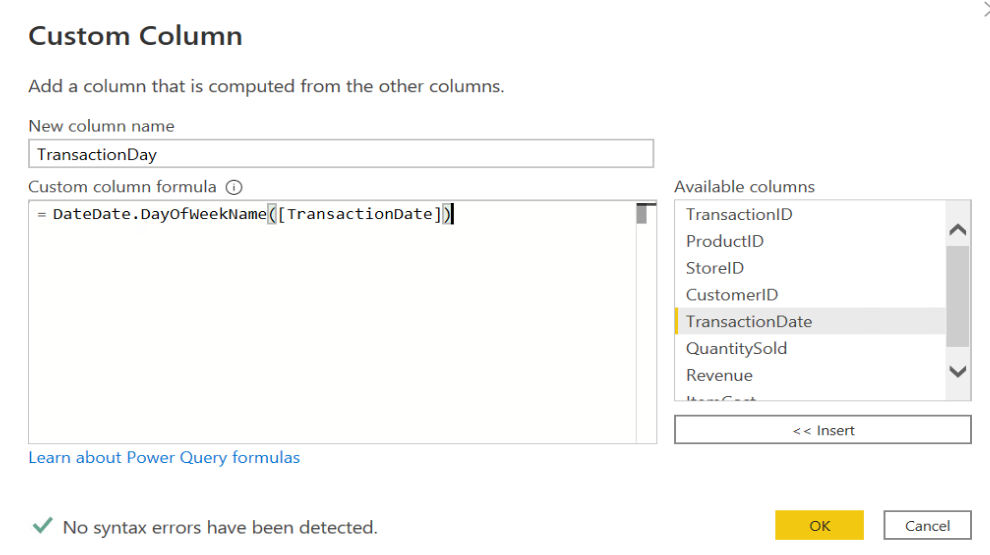 Custom Column
Add a column that is computed from the other columns.
New column name
TransactionDay
Custom column formula
= DateDate.DayOfWeekName([TransactionDate])
Available columns
TransactionID
ProductID
StoreID
CustomerID
TransactionDate
QuantitySold
Revenue
ItemCost
<< Insert
Learn about Power Query formulas
No syntax errors have been detected.
OK
Cancel